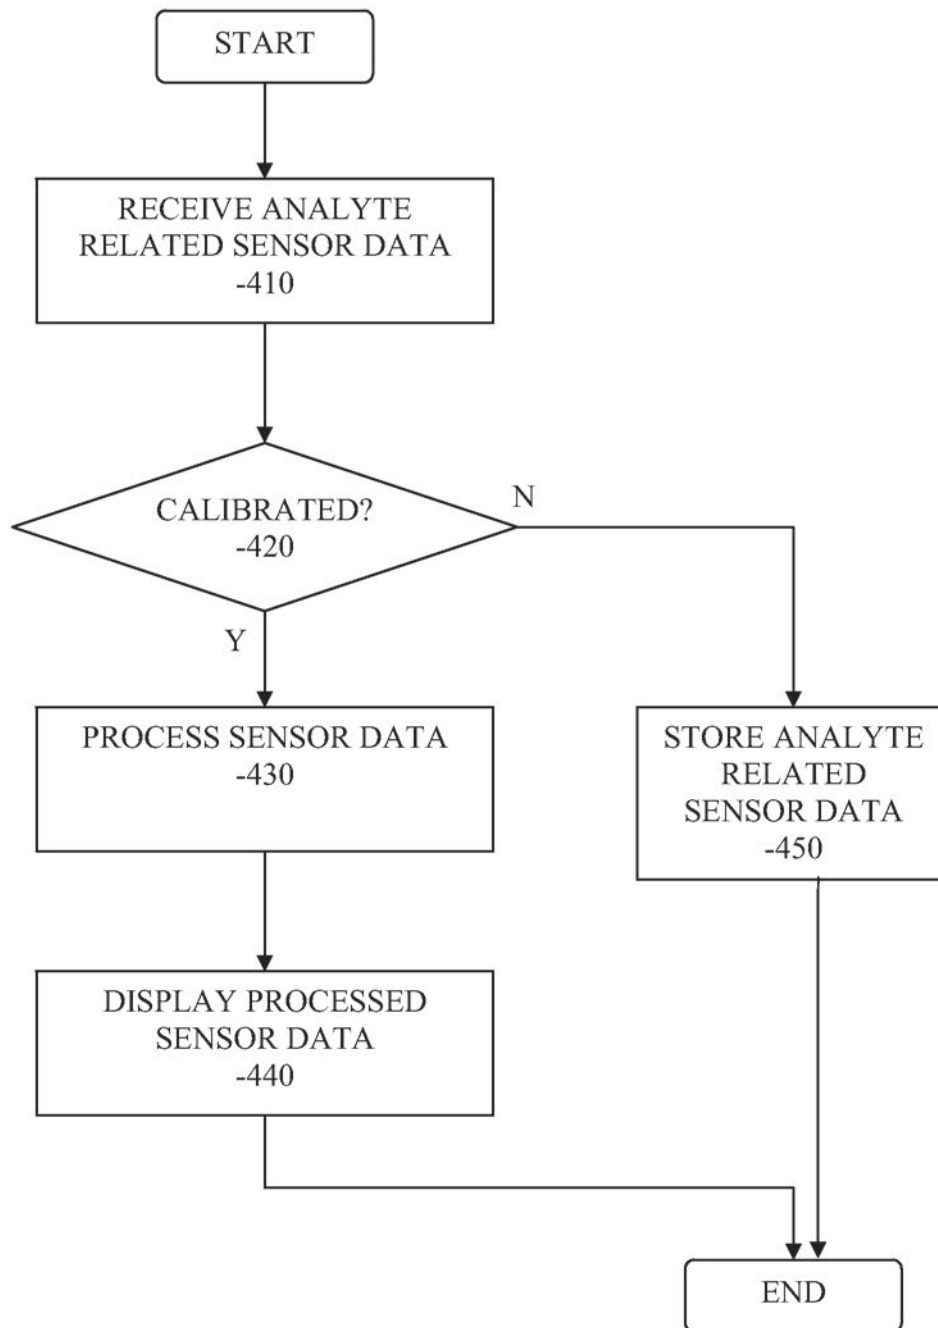 START
RECEIVE ANALYTE
RELATED SENSOR DATA
-410
CALIBRATED?
-420
N
Y
PROCESS SENSOR DATA
-430
STORE ANALYTE
RELATED
SENSOR DATA
-450
DISPLAY PROCESSED
SENSOR DATA
-440
END